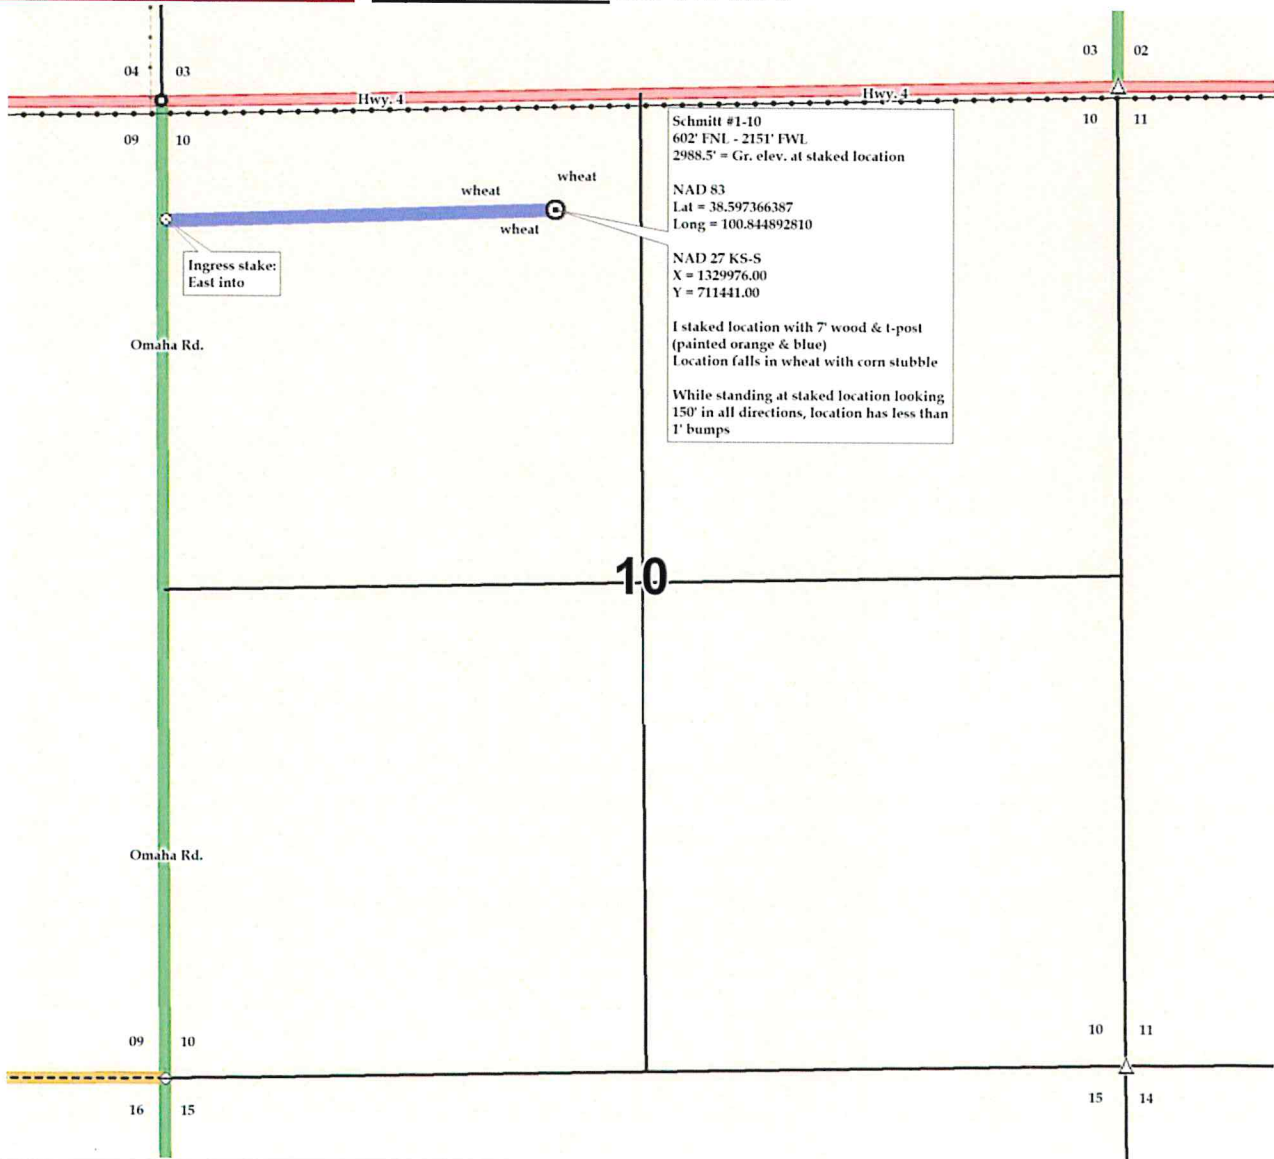 03 02
04 03
Hwy. 4 Hwy. 4
09 10
10 11
Schmitt #1-10
602' FNL - 2151' FWL
2988.5' = Gr. elev. at staked location
NAD 83
Lat = 38.597366387
Long = 100.844892810
NAD 27 KS-S
X = 1329976.00
Y = 711441.00
I staked location with 7' wood & t-post
(painted orange & blue)
Location falls in wheat with corn stubble
While standing at staked location looking
150' in all directions, location has less than
1' bumps
wheat
wheat
wheat
Ingress stake:
East into
Omaha Rd.
10
Omaha Rd.
09 10
10 11
16 15
15 14